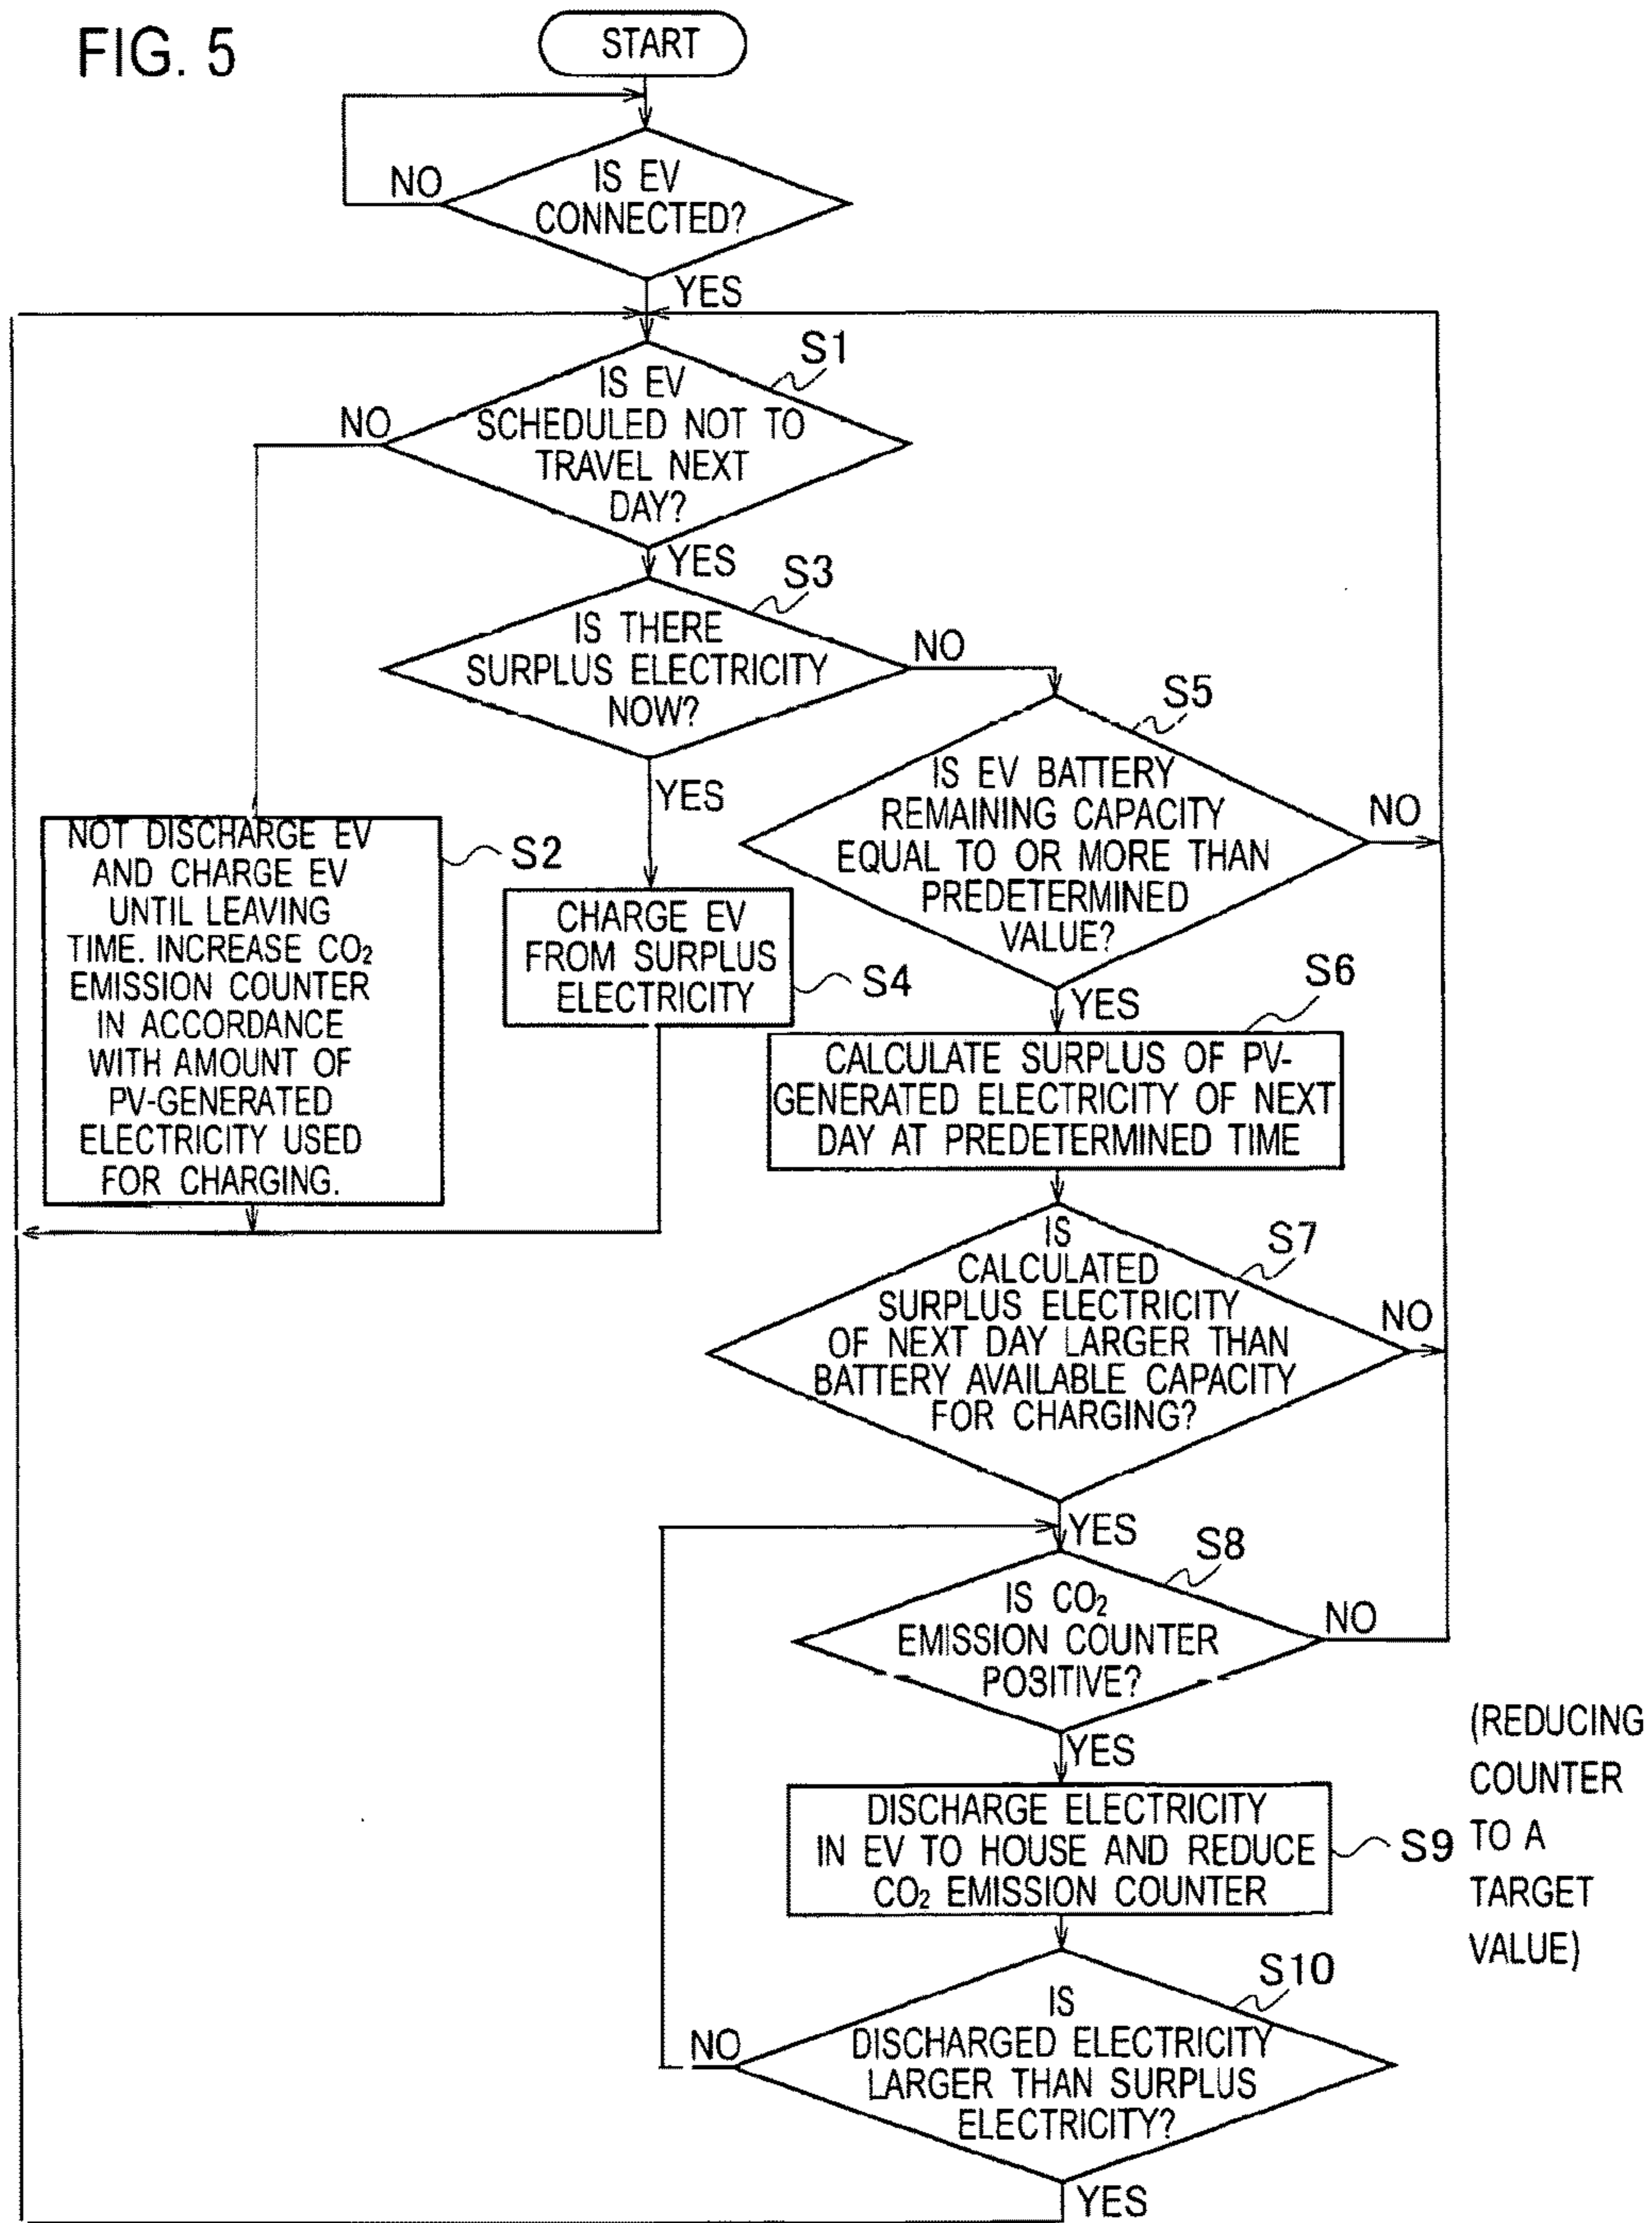 FIG. 5
START
IS EV
CONNECTED?
NO
YES
S1
IS EV
SCHEDULED NOT TO
TRAVEL NEXT
DAY?
NO
YES
S3
IS THERE
SURPLUS ELECTRICITY
NOW?
NO
YES
S5
IS EV BATTERY
REMAINING CAPACITY
EQUAL TO OR MORE THAN
PREDETERMINED
VALUE?
NO
YES
NOT DISCHARGE EV
AND CHARGE EV
UNTIL LEAVING
TIME. INCREASE CO₂
EMISSION COUNTER
IN ACCORDANCE
WITH AMOUNT OF
PV-GENERATED
ELECTRICITY USED
FOR CHARGING.
S2
CHARGE EV
FROM SURPLUS
ELECTRICITY
S4
S6
CALCULATE SURPLUS OF PV-
GENERATED ELECTRICITY OF NEXT
DAY AT PREDETERMINED TIME
S7
IS
CALCULATED
SURPLUS ELECTRICITY
OF NEXT DAY LARGER THAN
BATTERY AVAILABLE CAPACITY
FOR CHARGING?
NO
YES
S8
IS CO₂
EMISSION COUNTER
POSITIVE?
NO
YES
DISCHARGE ELECTRICITY
IN EV TO HOUSE AND REDUCE
CO₂ EMISSION COUNTER
S9
(REDUCING
COUNTER
TO A
TARGET
VALUE)
S10
IS
DISCHARGED ELECTRICITY
LARGER THAN SURPLUS
ELECTRICITY?
NO
YES